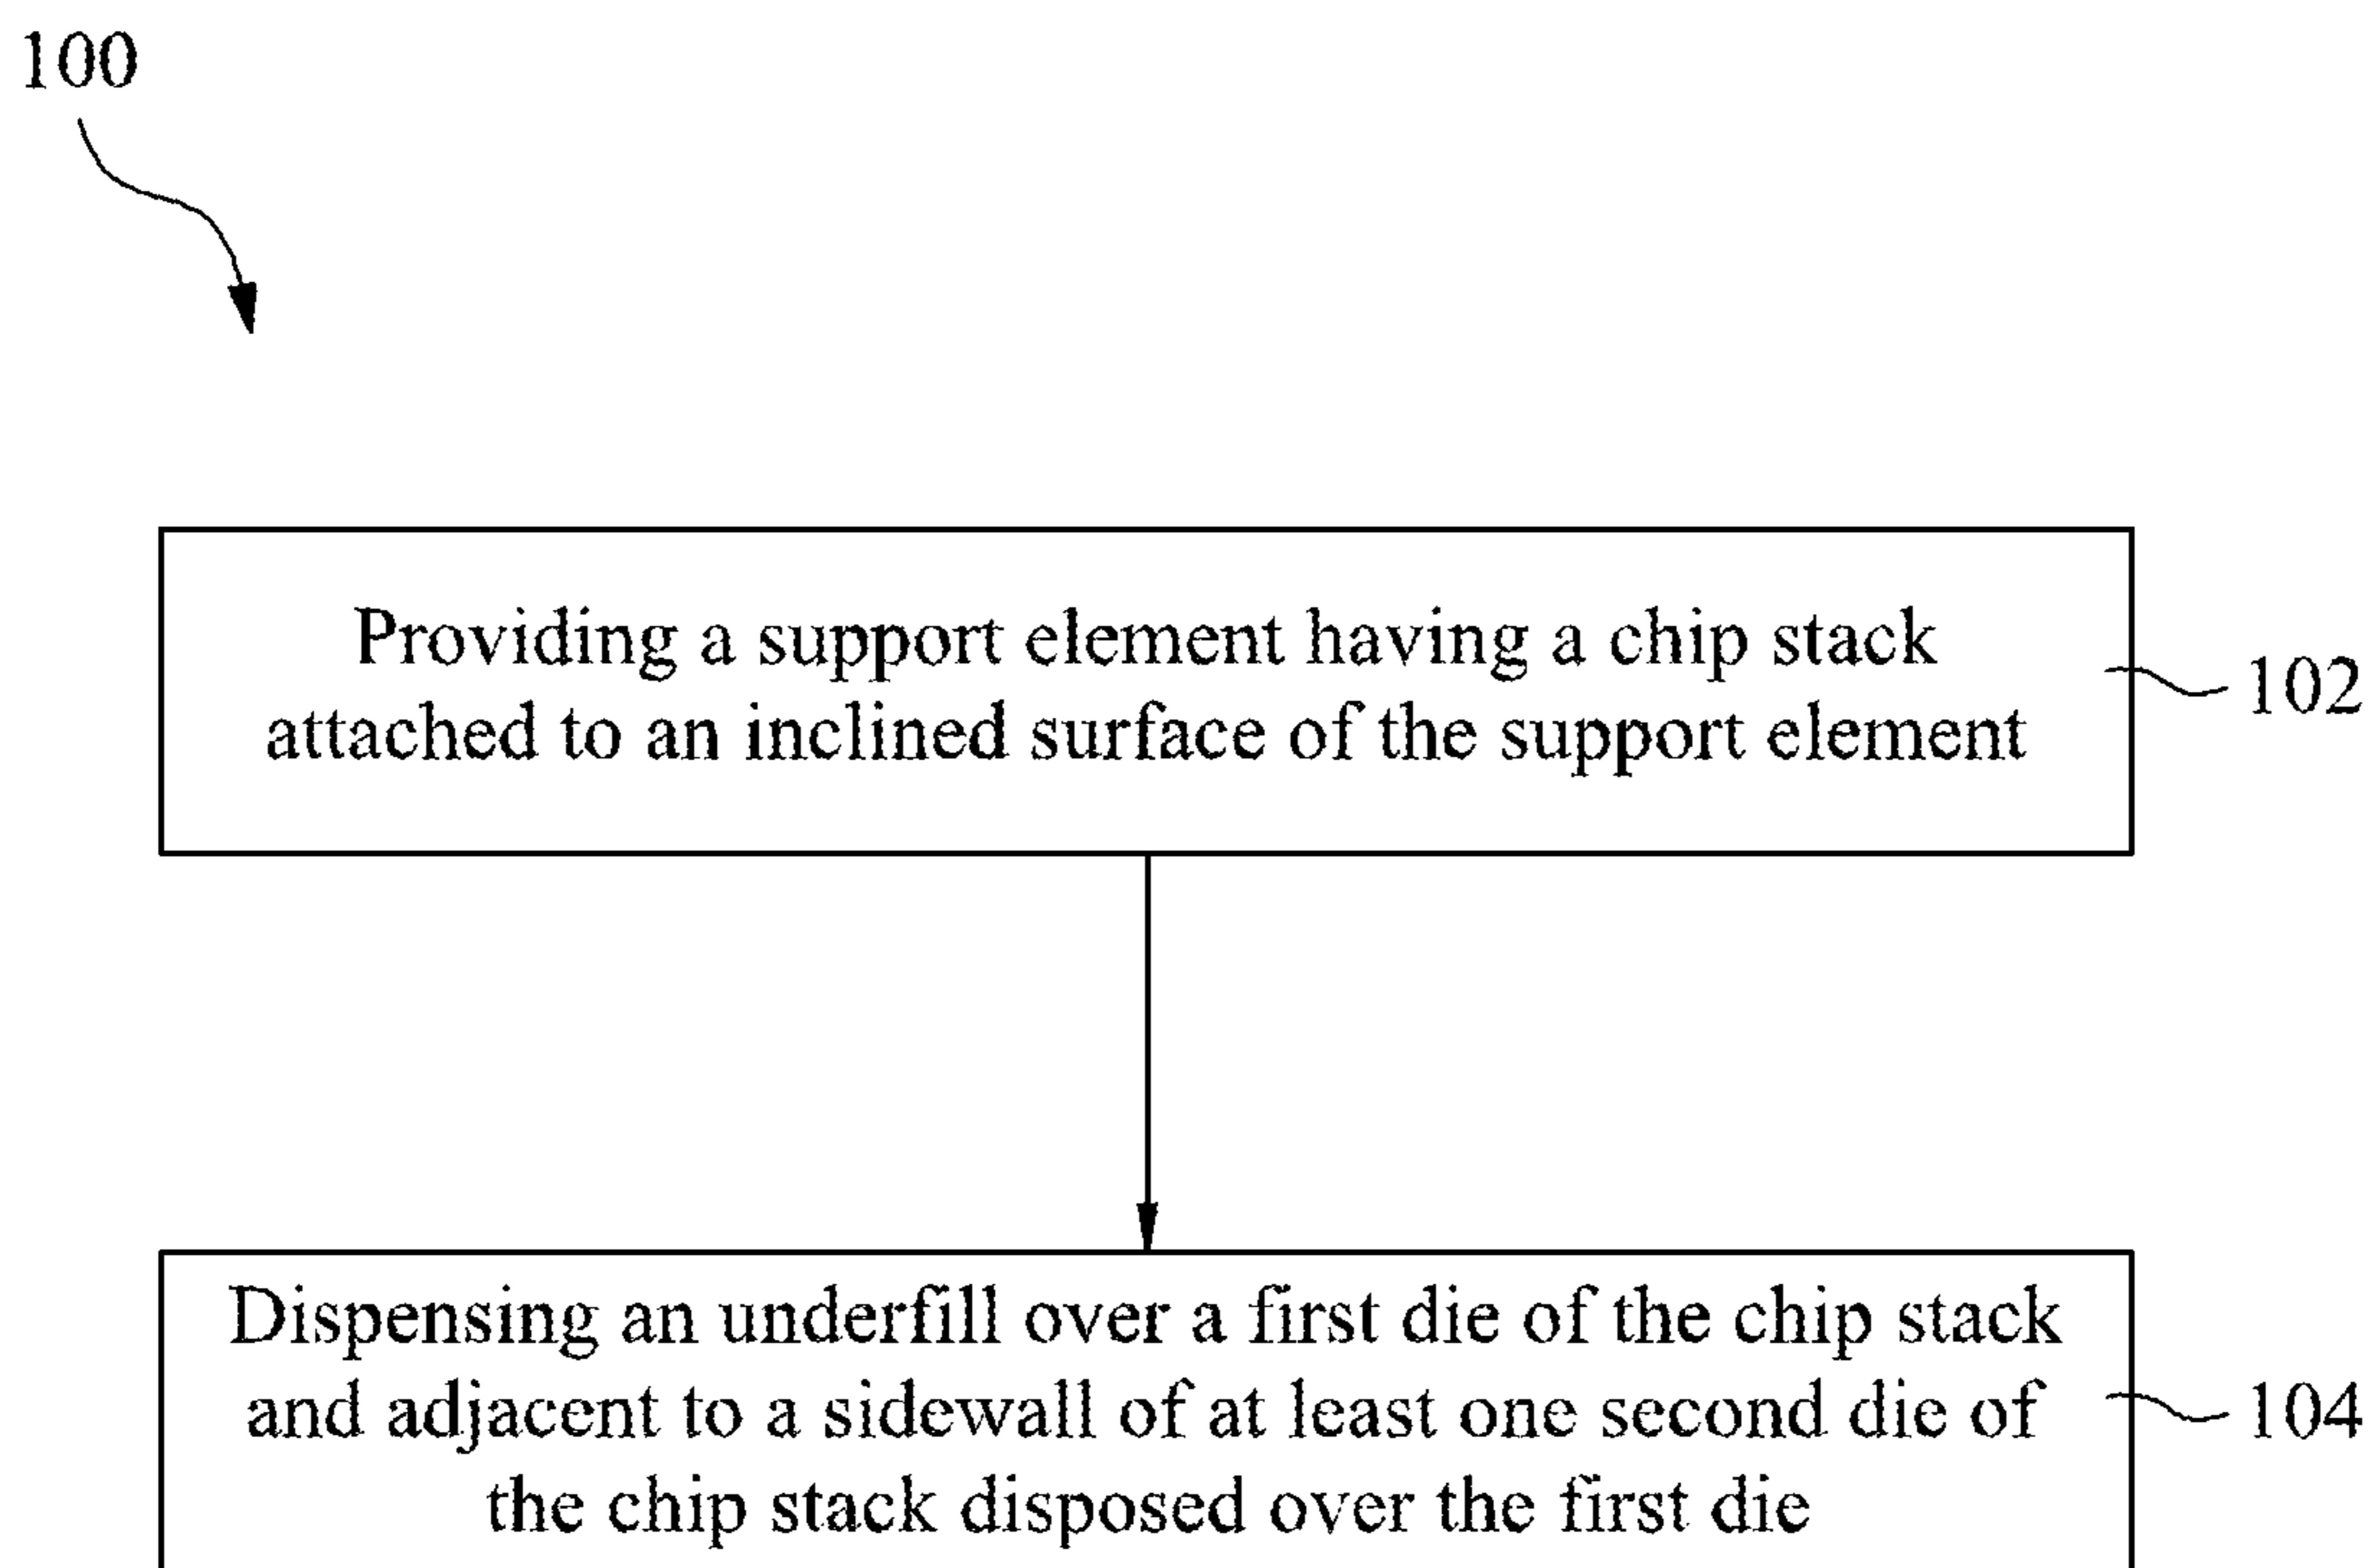 100
Providing a support element having a chip stack
attached to an inclined surface of the support element
102
Dispensing an underfill over a first die of the chip stack
and adjacent to a sidewall of at least one second die of
the chip stack disposed over the first die
104